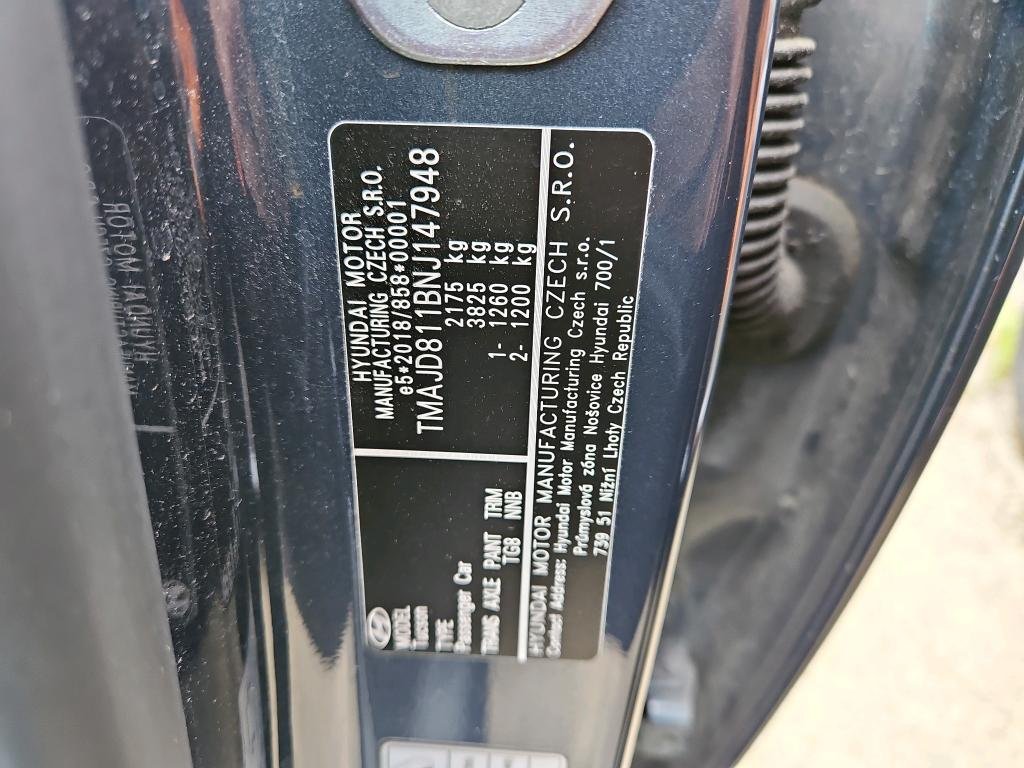 HYUNDAI MOTOR
MANUFACTURING CZECH S.R.O.
e5*2018/858*00001
TMAJD811BNJ147948
2175 kg
3825 kg
1- 1260 kg
2- 1200 kg
MODEL
Tucson
TYPE
Passenger Car
TRANS AXLE PAINT TRIM
TG8 NNB
HYUNDAI MOTOR MANUFACTURING CZECH S.R.O.
Contact Address: Hyundai Motor Manufacturing Czech s.r.o.
Průmyslová zóna Nošovice Hyundai 700/1
739 51 Nižní Lhoty Czech Republic